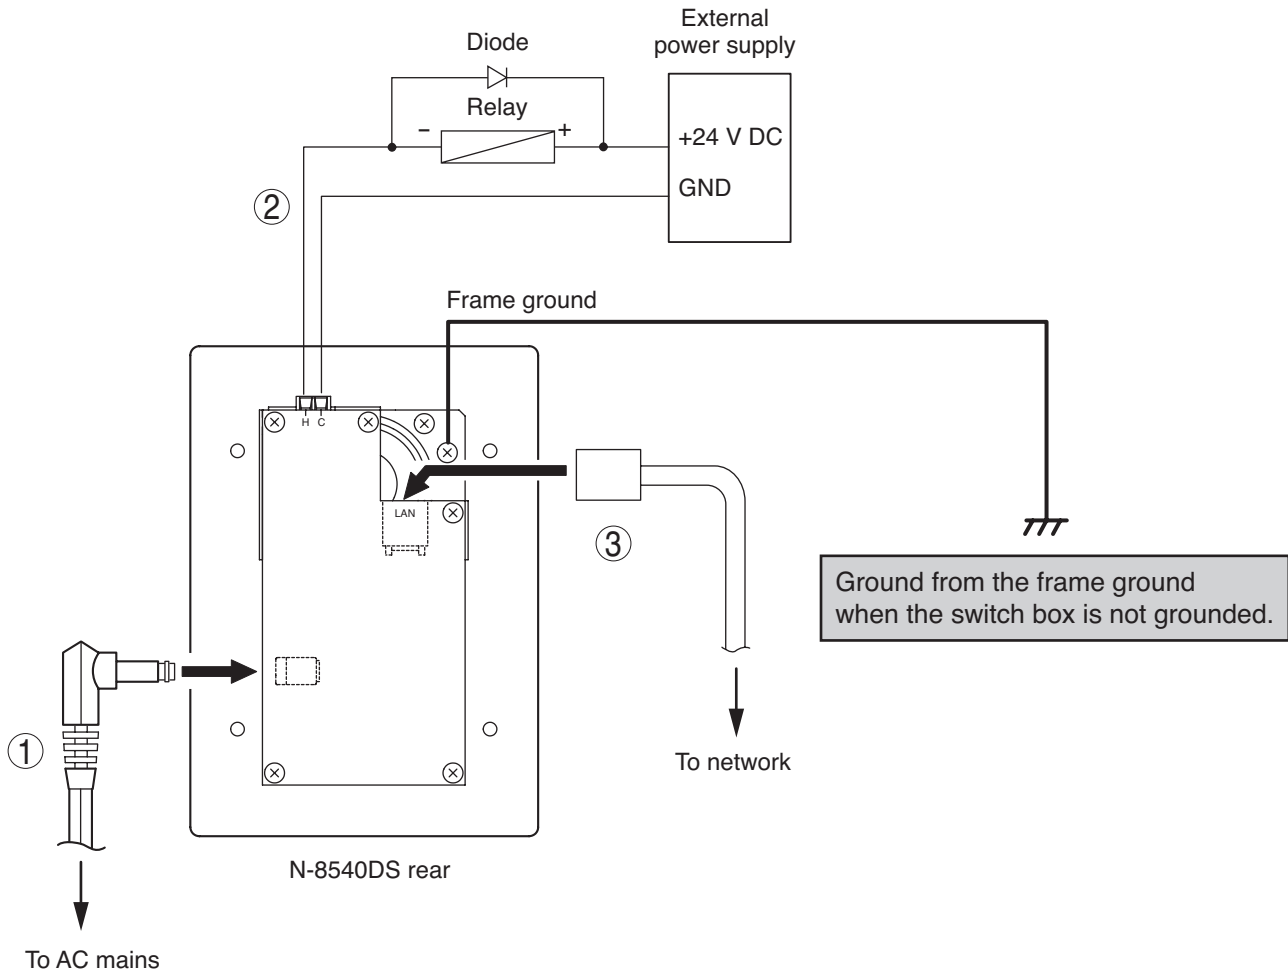 External
power supply
Diode
Relay
− +
+24 V DC
GND
②
Frame ground
H C
LAN
③
Ground from the frame ground
when the switch box is not grounded.
①
To network
N-8540DS rear
To AC mains